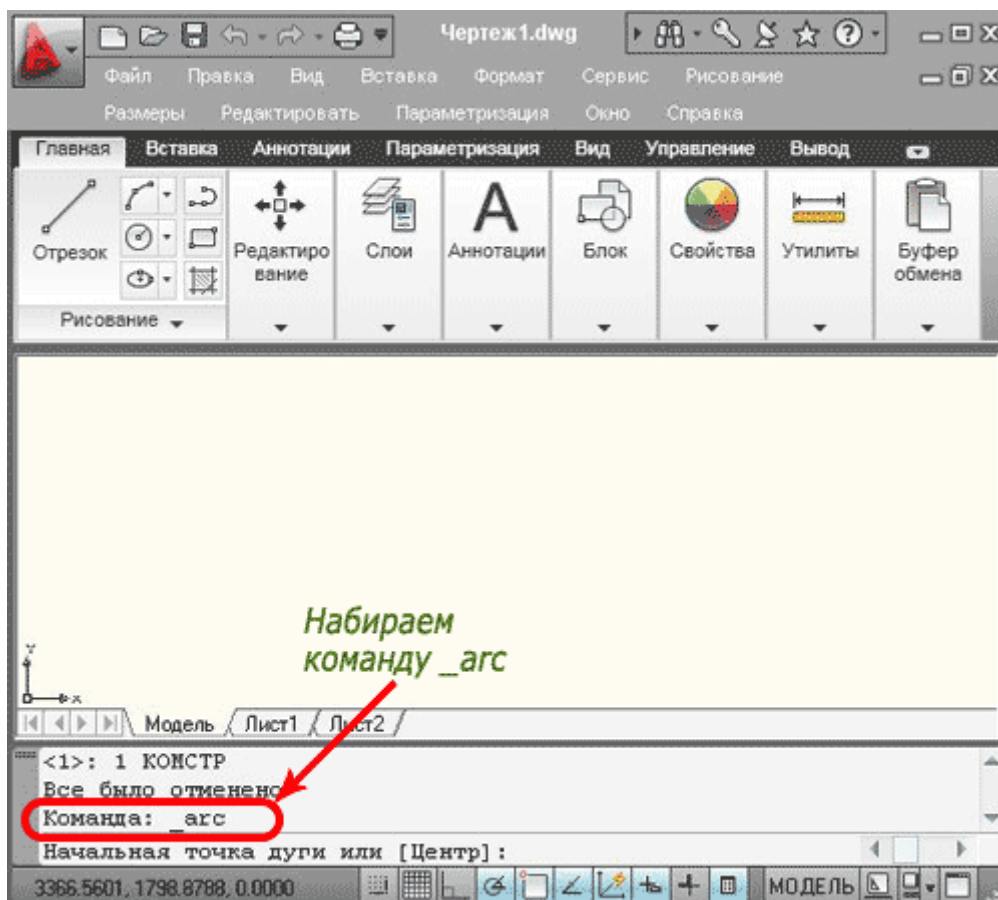 Чертеж1.dwg
Файл Правка Вид Вставка Формат Сервис Рисование
Размеры Редактировать Параметризация Окно Справка
Главная Вставка Аннотации Параметризация Вид Управление Вывод
Отрезок
Редактиро
вание
Слои
Аннотации
Блок
Свойства
Утилиты
Буфер
обмена
Рисование
Набираем
команду _arc
Y
X
Модель Лист1 Лист2
<1>: 1 КОНСТР
Все было отменено
Команда: _arc
Начальная точка дуги или [Центр]:
3366.5601, 1798.8788, 0.0000 МОДЕЛЬ